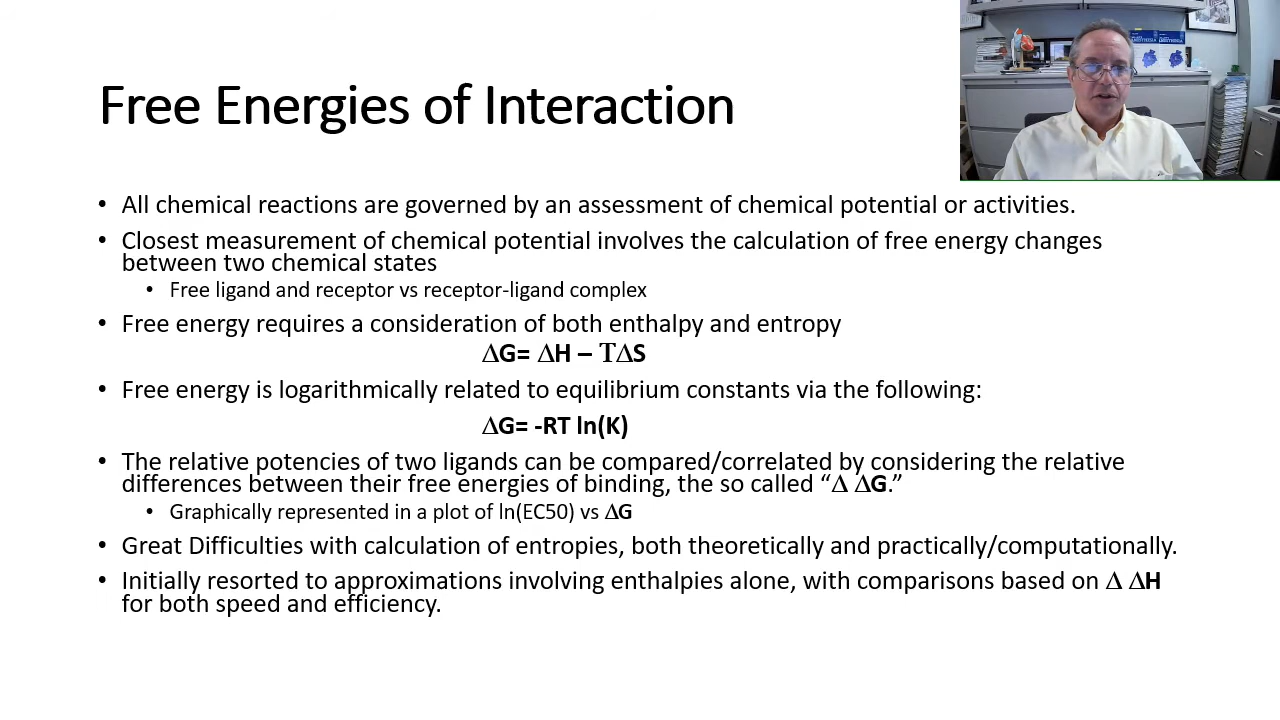 Free Energies of Interaction
• All chemical reactions are governed by an assessment of chemical potential or activities.
• Closest measurement of chemical potential involves the calculation of free energy changes
between two chemical states
• Free ligand and receptor vs receptor-ligand complex
• Free energy requires a consideration of both enthalpy and entropy
ΔG= ΔH – TΔS
• Free energy is logarithmically related to equilibrium constants via the following:
ΔG= -RT ln(K)
• The relative potencies of two ligands can be compared/correlated by considering the relative
differences between their free energies of binding, the so called “Δ ΔG.”
• Graphically represented in a plot of ln(EC50) vs ΔG
• Great Difficulties with calculation of entropies, both theoretically and practically/computationally.
• Initially resorted to approximations involving enthalpies alone, with comparisons based on Δ ΔH
for both speed and efficiency.